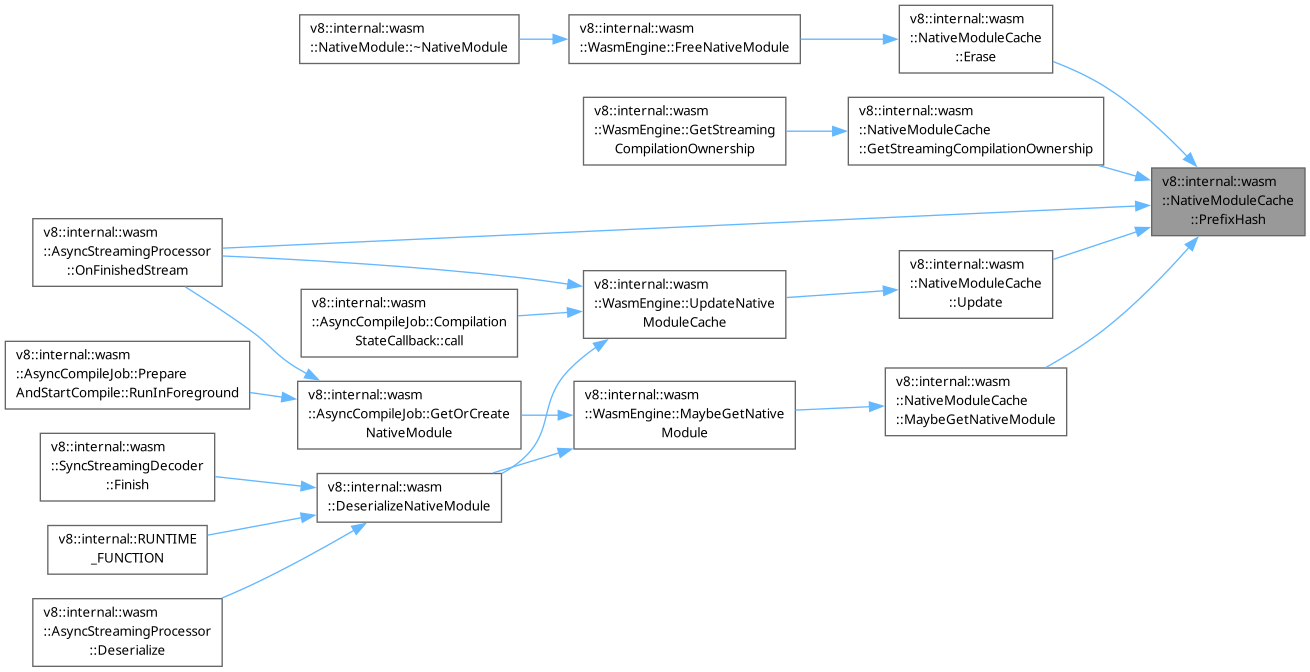 v8::internal::wasm
::NativeModule::~NativeModule
v8::internal::wasm
::WasmEngine::FreeNativeModule
v8::internal::wasm
::NativeModuleCache
::Erase
v8::internal::wasm
::WasmEngine::GetStreaming
CompilationOwnership
v8::internal::wasm
::NativeModuleCache
::GetStreamingCompilationOwnership
v8::internal::wasm
::NativeModuleCache
::PrefixHash
v8::internal::wasm
::AsyncStreamingProcessor
::OnFinishedStream
v8::internal::wasm
::AsyncCompileJob::Compilation
StateCallback::call
v8::internal::wasm
::WasmEngine::UpdateNative
ModuleCache
v8::internal::wasm
::NativeModuleCache
::Update
v8::internal::wasm
::AsyncCompileJob::Prepare
AndStartCompile::RunInForeground
v8::internal::wasm
::AsyncCompileJob::GetOrCreate
NativeModule
v8::internal::wasm
::WasmEngine::MaybeGetNative
Module
v8::internal::wasm
::NativeModuleCache
::MaybeGetNativeModule
v8::internal::wasm
::SyncStreamingDecoder
::Finish
v8::internal::wasm
::DeserializeNativeModule
v8::internal::RUNTIME
_FUNCTION
v8::internal::wasm
::AsyncStreamingProcessor
::Deserialize